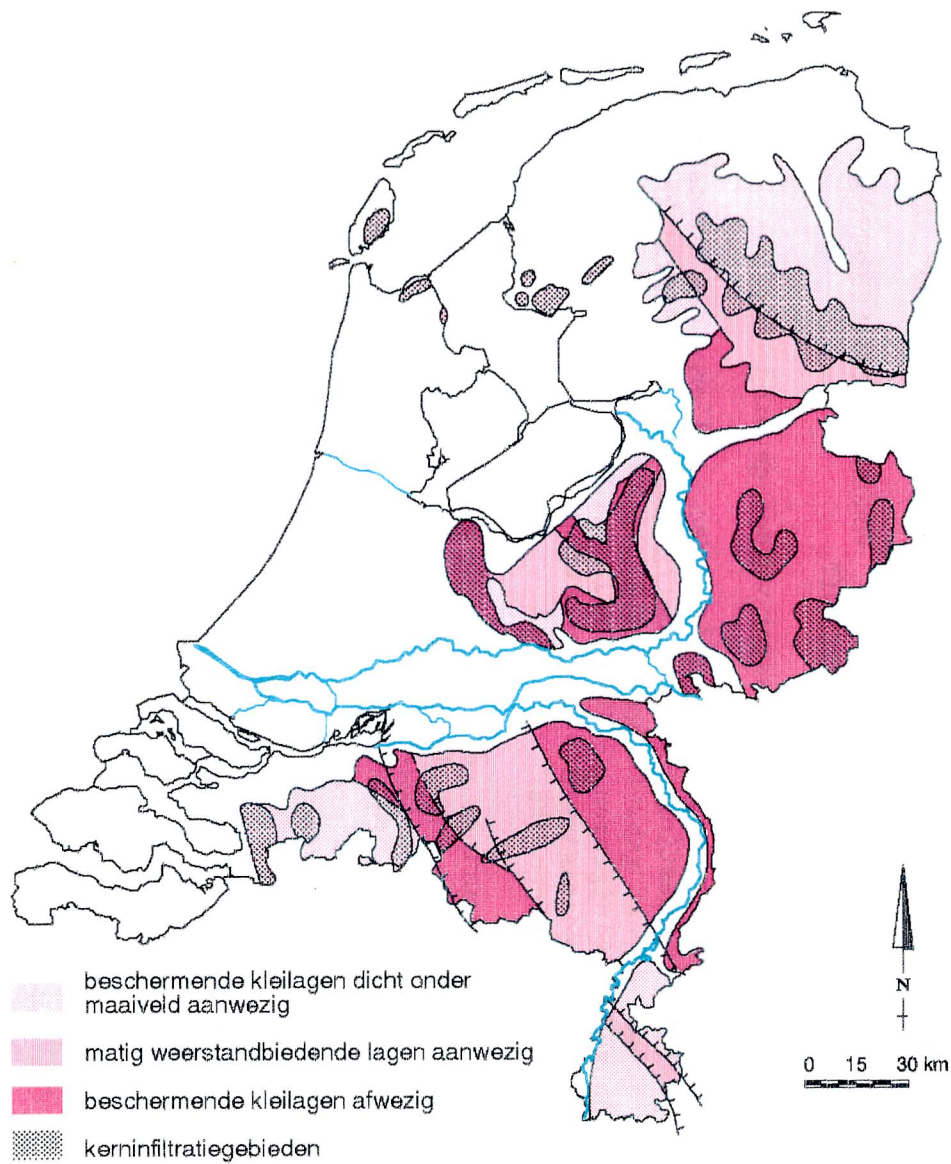 beschermende kleilagen dicht onder
maaiveld aanwezig
matig weerstandbiedende lagen aanwezig
beschermende kleilagen afwezig
kerninfiltratiegebieden
N
0 15 30 km